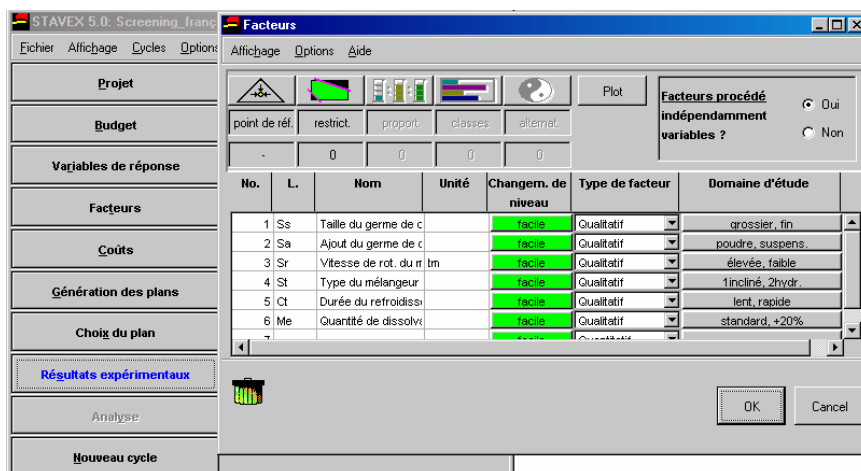 STAVEX 5.0: Screening_franç
Fichier Affichage Cycles Options
Projet
Budget
Variables de réponse
Facteurs
Coûts
Génération des plans
Choix du plan
Résultats expérimentaux
Analyse
Nouveau cycle
Facteurs
Affichage Options Aide
Plot
point de réf. restrict. proport. classes alternat.
- 0 0 0 0
Facteurs procédé
indépendamment
variables ?
Oui
Non
No. L. Nom Unité Changem. de niveau Type de facteur Domaine d'étude
1 Ss Taille du germe de c facile Qualitatif grossier, fin
2 Sa Ajout du germe de c facile Qualitatif poudre, suspens.
3 Sr Vitesse de rot. du m tm facile Qualitatif élevée, faible
4 St Type du mélangeur facile Qualitatif 1incliné, 2hydr.
5 Ct Durée du refroidiss facile Qualitatif lent, rapide
6 Me Quantité de dissolva facile Qualitatif standard, +20%
OK Cancel